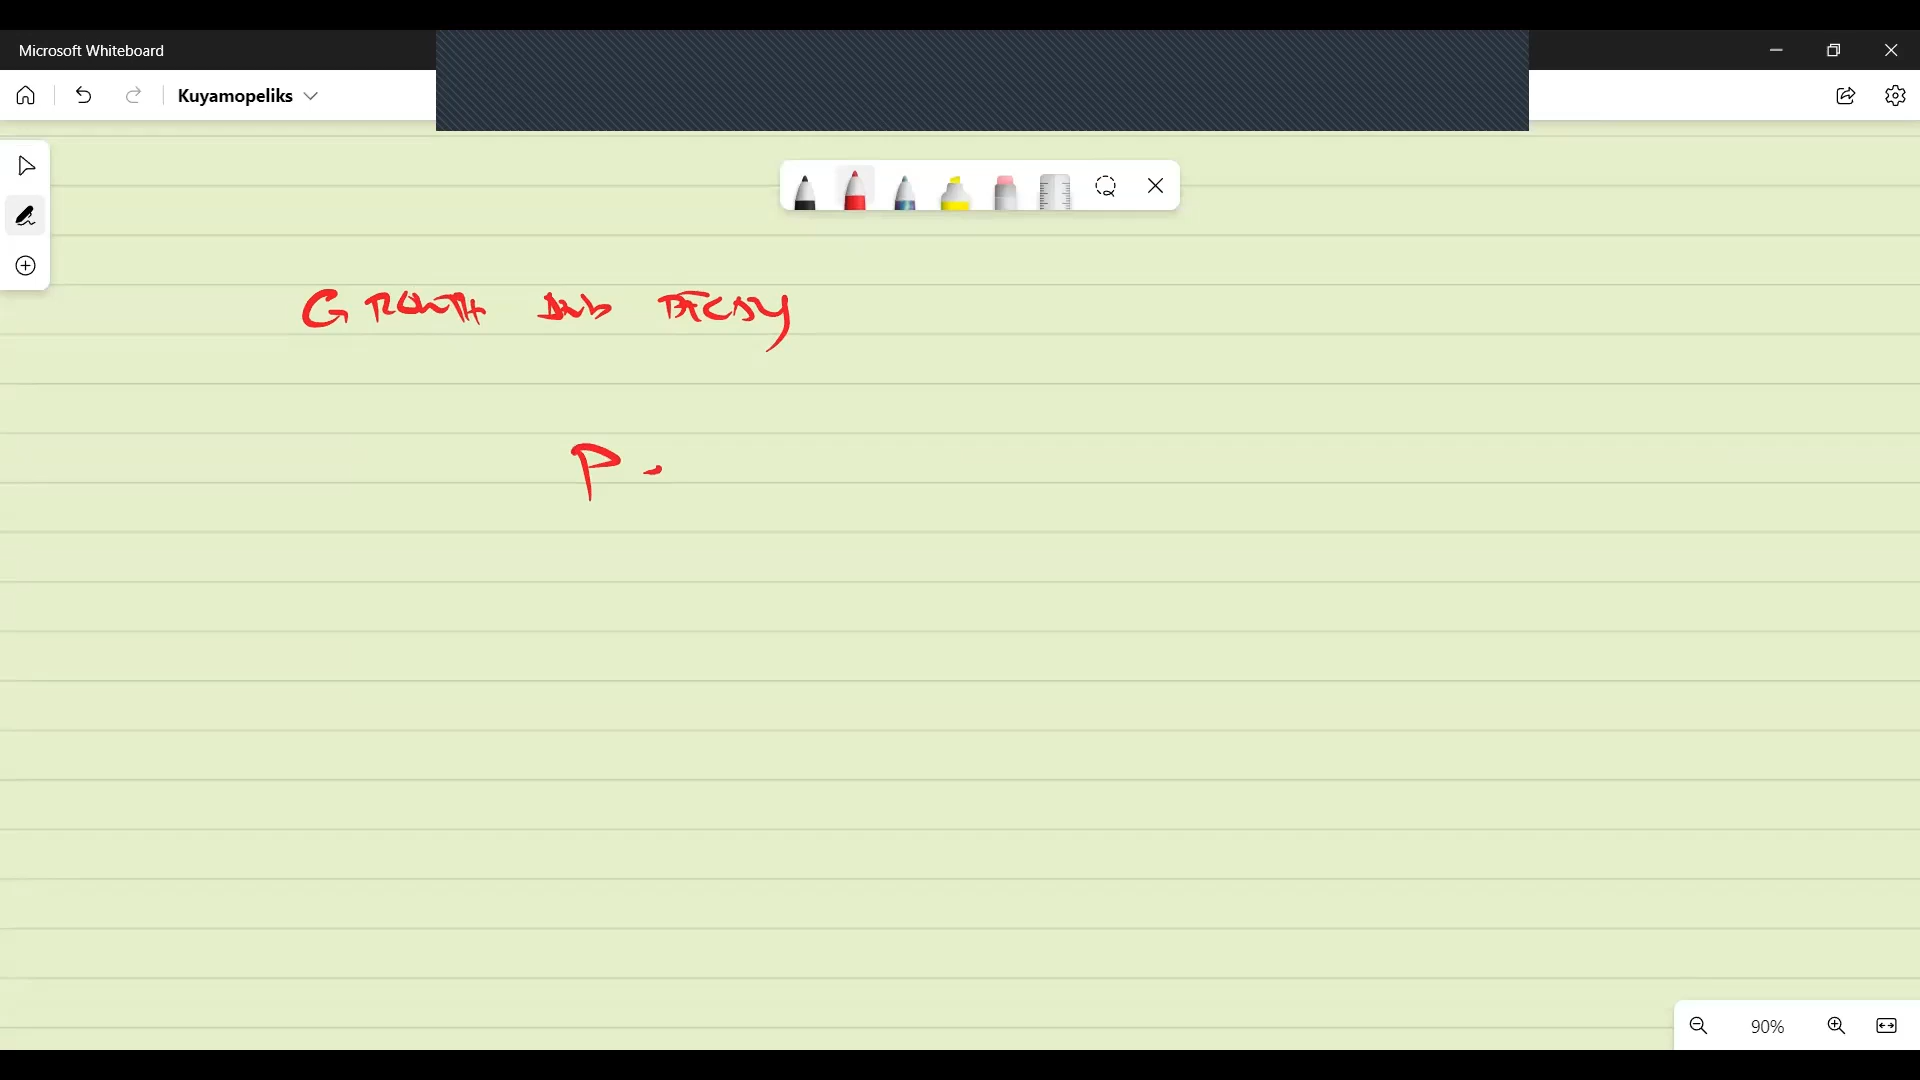 Microsoft Whiteboard
Kuyamopeliks
GROWTH AND DECAY
P -
90%